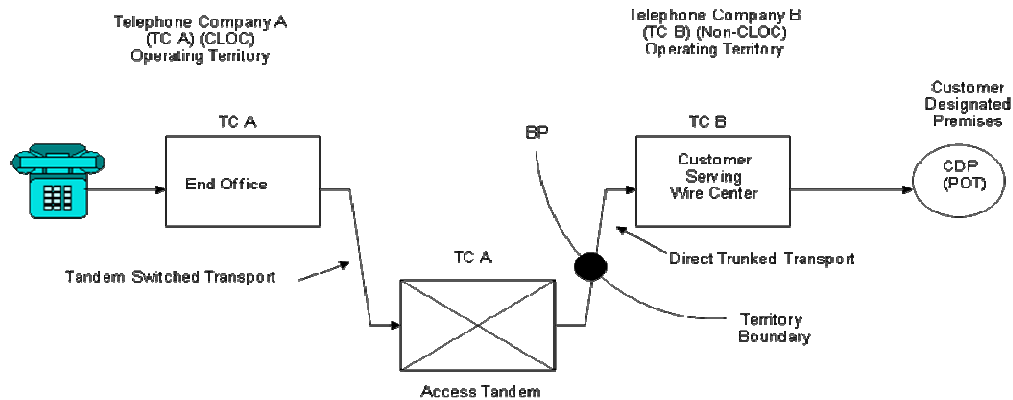 Telephone Company A
(TC A) (CLOC)
Operating Territory
Telephone Company B
(TC B) (Non-CLOC)
Operating Territory
Customer
Designated
Premises
TC A
BP
TC B
End Office
Customer
Serving
Wire Center
CDP
(POT)
Tandem Switched Transport
TC A
Direct Trunked Transport
Territory
Boundary
Access Tandem